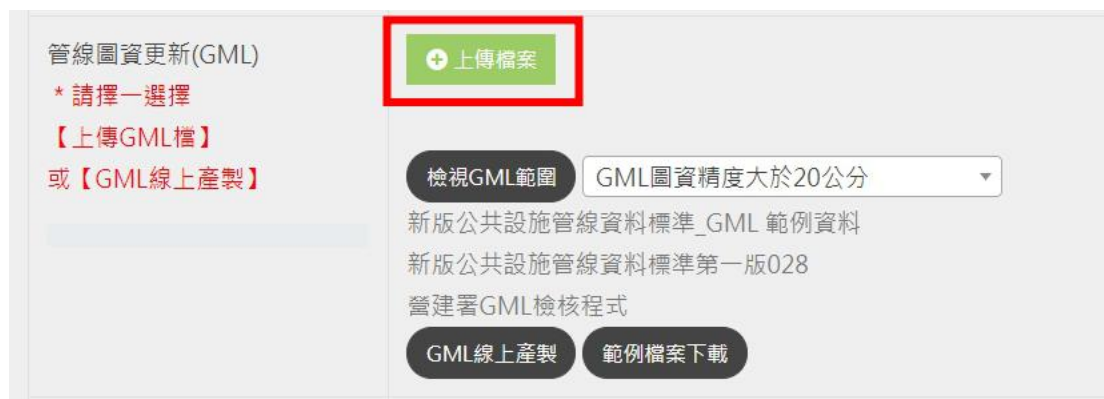 管線圖資更新(GML)
*請擇一選擇
【上傳GML檔】
或【GML線上產製】
上傳檔案
檢視GML範圍 GML圖資精度大於20公分
新版公共設施管線資料標準_GML 範例資料
新版公共設施管線資料標準第一版028
營建署GML檢核程式
GML線上產製 範例檔案下載